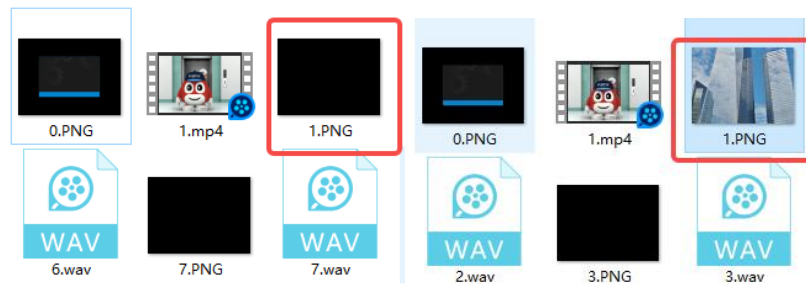 0.PNG
1.mp4
1.PNG
0.PNG
1.mp4
1.PNG
WAV
WAV
WAV
WAV
6.wav
7.PNG
7.wav
2.wav
3.PNG
3.wav